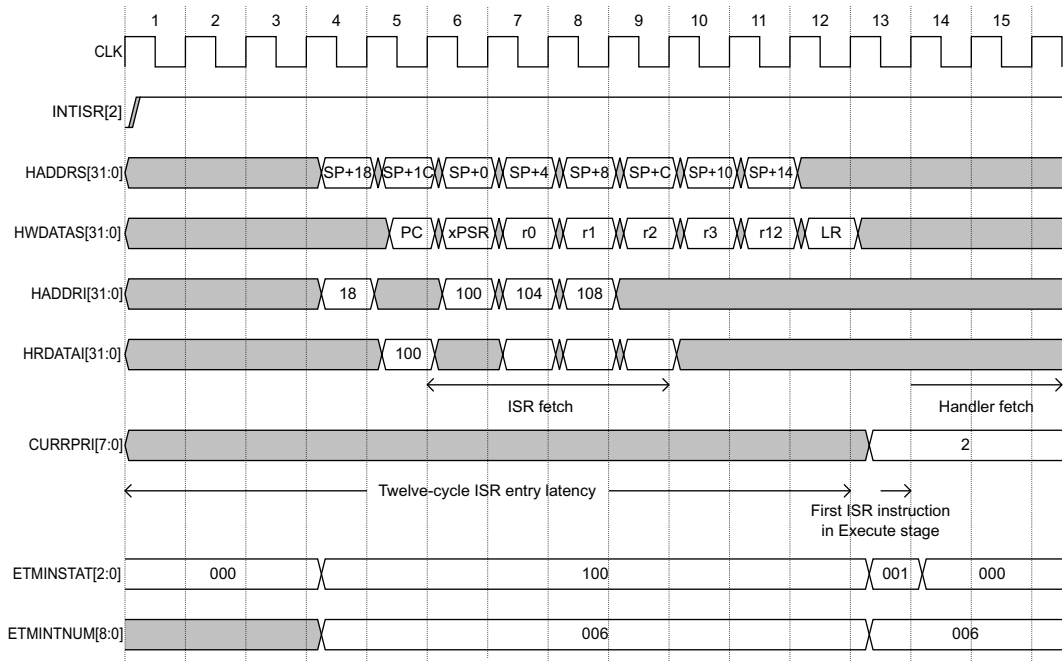 1 2 3 4 5 6 7 8 9 10 11 12 13 14 15
CLK
INTISR[2]
HADDRS[31:0] SP+18 SP+1C SP+0 SP+4 SP+8 SP+C SP+10 SP+14
HWDATAS[31:0] PC xPSR r0 r1 r2 r3 r12 LR
HADDRI[31:0] 18 100 104 108
HRDATAI[31:0] 100
ISR fetch Handler fetch
CURRPRI[7:0] 2
Twelve-cycle ISR entry latency
First ISR instruction
in Execute stage
ETMINSTAT[2:0] 000 100 001 000
ETMINTNUM[8:0] 006 006